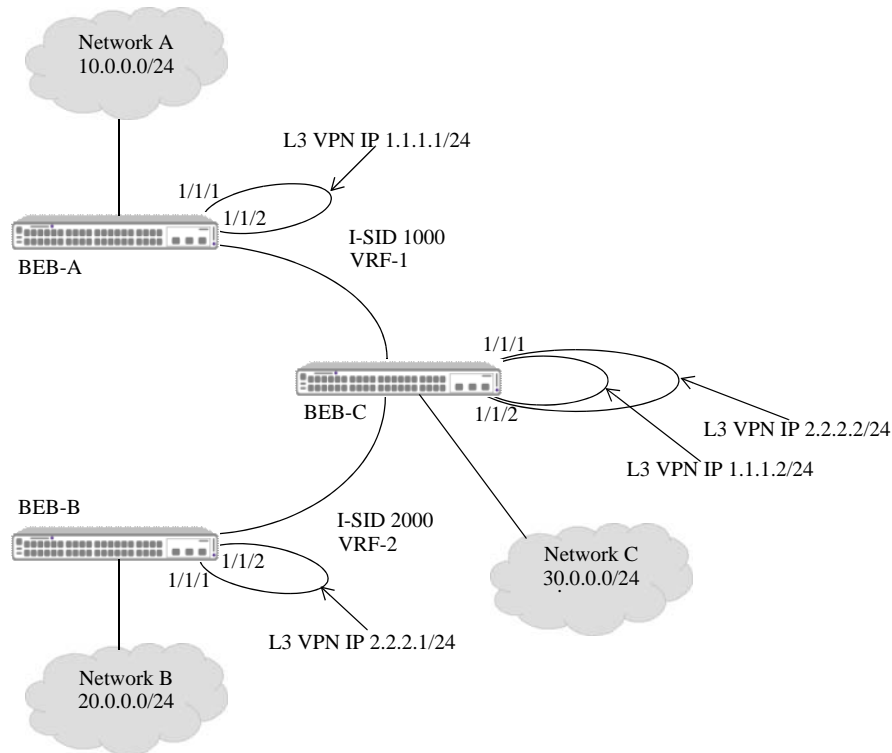 Network A
10.0.0.0/24
L3 VPN IP 1.1.1.1/24
1/1/1
1/1/2
BEB-A
I-SID 1000
VRF-1
1/1/1
BEB-C
1/1/2
L3 VPN IP 2.2.2.2/24
L3 VPN IP 1.1.1.2/24
BEB-B
I-SID 2000
VRF-2
1/1/2
1/1/1
Network C
30.0.0.0/24
L3 VPN IP 2.2.2.1/24
Network B
20.0.0.0/24